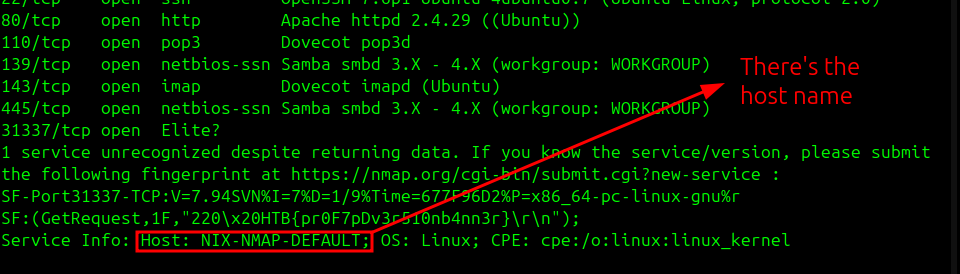 80/tcp open http Apache httpd 2.4.29 ((Ubuntu))
110/tcp open pop3 Dovecot pop3d
139/tcp open netbios-ssn Samba smbd 3.X - 4.X (workgroup: WORKGROUP)
143/tcp open imap Dovecot imapd (Ubuntu)
445/tcp open netbios-ssn Samba smbd 3.X - 4.X (workgroup: WORKGROUP)
There's the
host name
31337/tcp open Elite?
1 service unrecognized despite returning data. If you know the service/version, please submit
the following fingerprint at https://nmap.org/cgi-bin/submit.cgi?new-service :
SF-Port31337-TCP:V=7.94SVN%I=7%D=1/9%Time=677F96D2%P=x86_64-pc-linux-gnu%r
SF:(GetRequest,1F,"220\x20HTB{pr0F7pDv3r510nb4nn3r}\r\n");
Service Info: Host: NIX-NMAP-DEFAULT; OS: Linux; CPE: cpe:/o:linux:linux_kernel